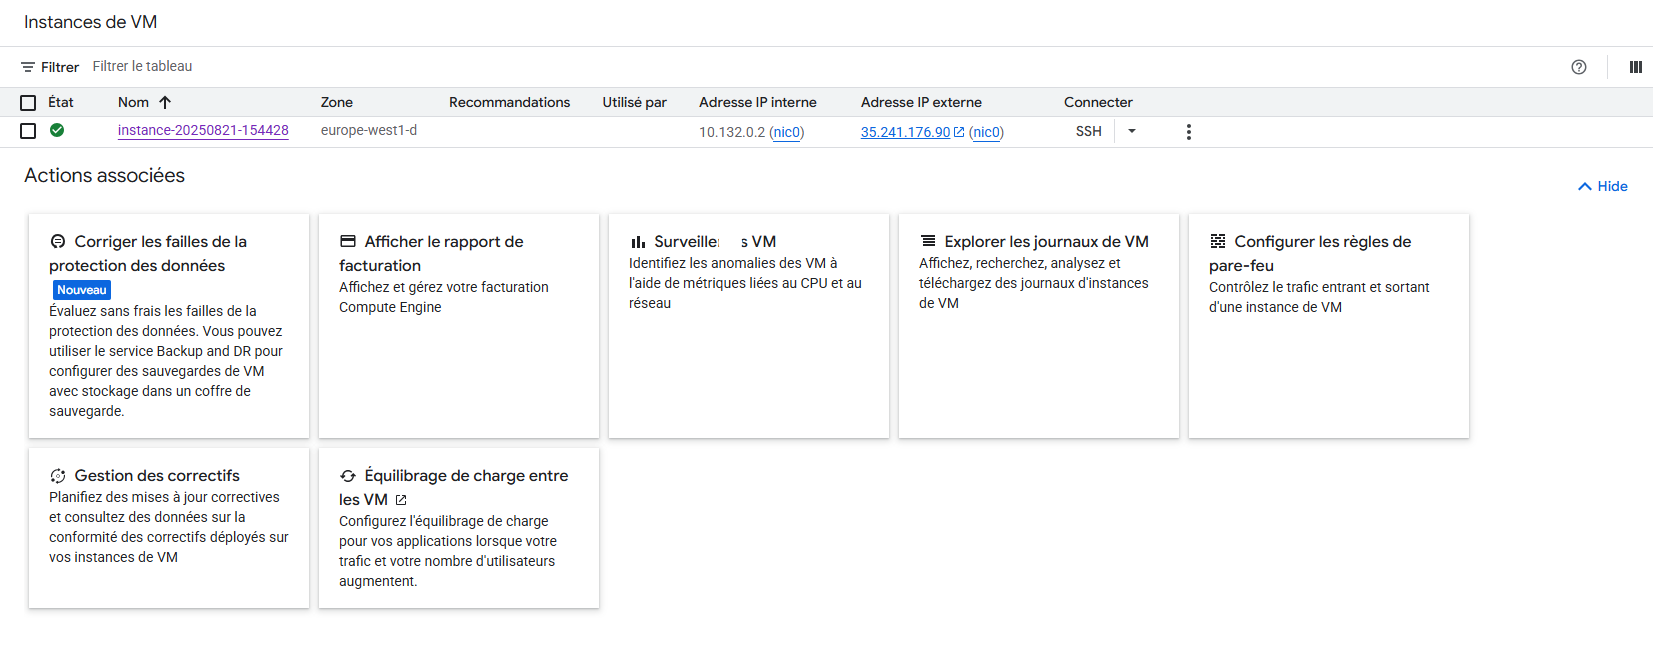 Instances de VM
Filtrer Filtrer le tableau
État Nom Zone Recommandations Utilisé par Adresse IP interne Adresse IP externe Connecter
instance-20250821-154428 europe-west1-d 10.132.0.2 (nic0) 35.241.176.90 (nic0) SSH
Actions associées
Hide
Corriger les failles de la
protection des données
Nouveau
Évaluez sans frais les failles de la
protection des données. Vous pouvez
utiliser le service Backup and DR pour
configurer des sauvegardes de VM
avec stockage dans un coffre de
sauvegarde.
Afficher le rapport de
facturation
Affichez et gérez votre facturation
Compute Engine
VM
Identifiez les anomalies des VM à
l'aide de métriques liées au CPU et au
réseau
Explorer les journaux de VM
Affichez, recherchez, analysez et
téléchargez des journaux d'instances
de VM
Configurer les règles de
pare-feu
Contrôlez le trafic entrant et sortant
d'une instance de VM
Gestion des correctifs
Planifiez des mises à jour correctives
et consultez des données sur la
conformité des correctifs déployés sur
vos instances de VM
Équilibrage de charge entre
les VM
Configurez l'équilibrage de charge
pour vos applications lorsque votre
trafic et votre nombre d'utilisateurs
augmentent.